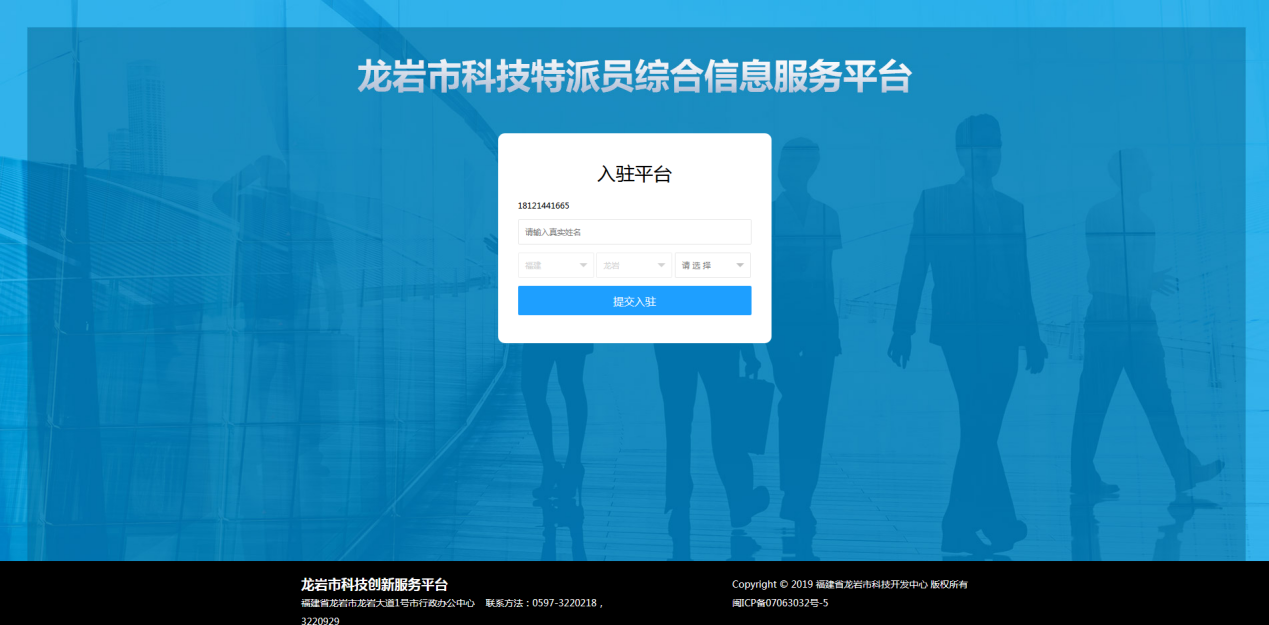 龙岩市科技特派员综合信息服务平台
入驻平台
18121441665
请输入真实姓名
福建 龙岩 请 选 择
提交入驻
龙岩市科技创新服务平台
福建省龙岩市龙岩大道1号市行政办公中心 联系方法：0597-3220218，
3220929
Copyright © 2019 福建省龙岩市科技开发中心 版权所有
闽ICP备07063032号-5